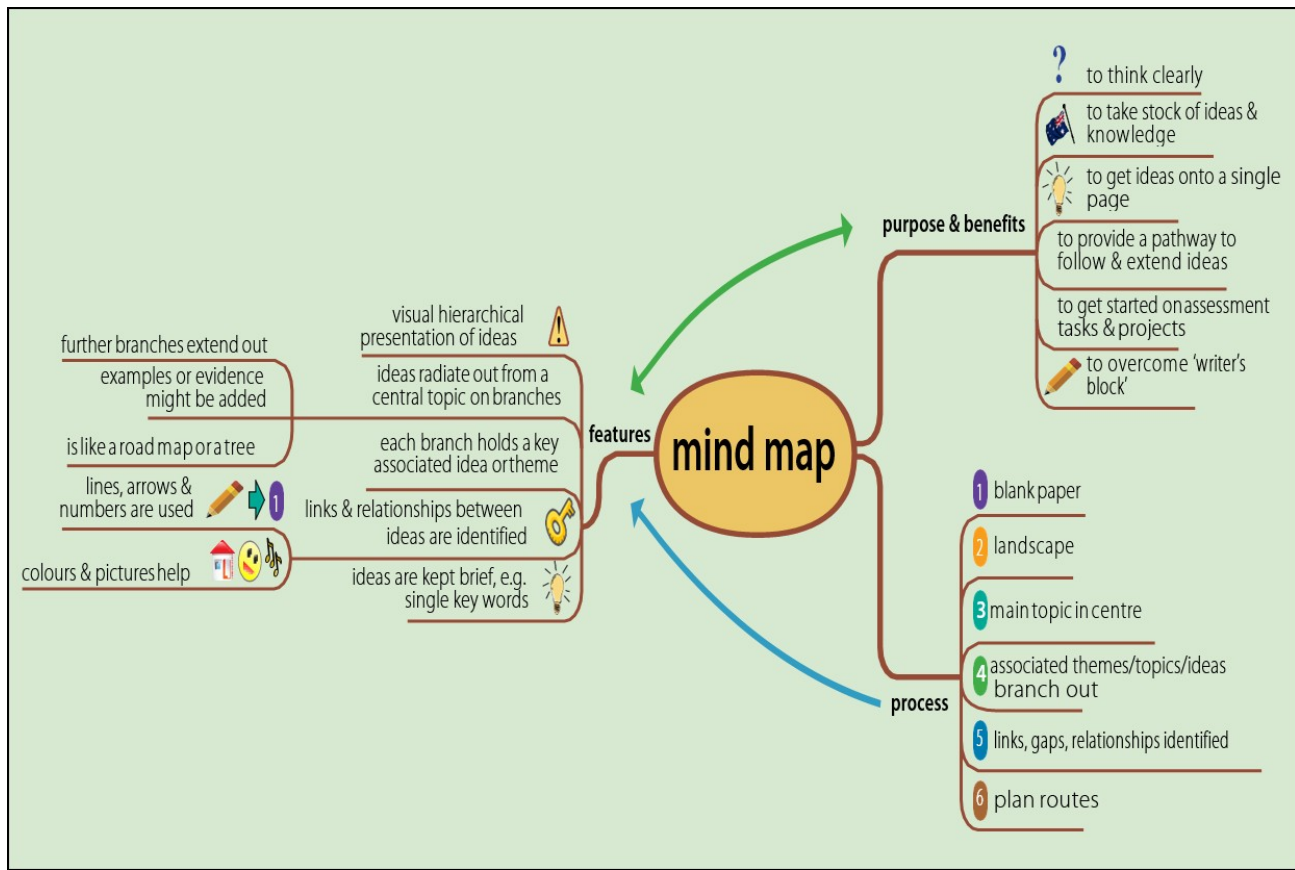 mind map
purpose & benefits
to think clearly
to take stock of ideas &
knowledge
to get ideas onto a single
page
to provide a pathway to
follow & extend ideas
to get started on assessment
tasks & projects
to overcome ‘writer’s
block’
features
visual hierarchical
presentation of ideas
ideas radiate out from a
central topic on branches
further branches extend out
examples or evidence
might be added
is like a road map or a tree
each branch holds a key
associated idea or theme
links & relationships between
ideas are identified
lines, arrows &
numbers are used
1
colours & pictures help
ideas are kept brief, e.g.
single key words
process
1 blank paper
2 landscape
3 main topic in centre
4 associated themes/topics/ideas
branch out
5 links, gaps, relationships identified
6 plan routes
?